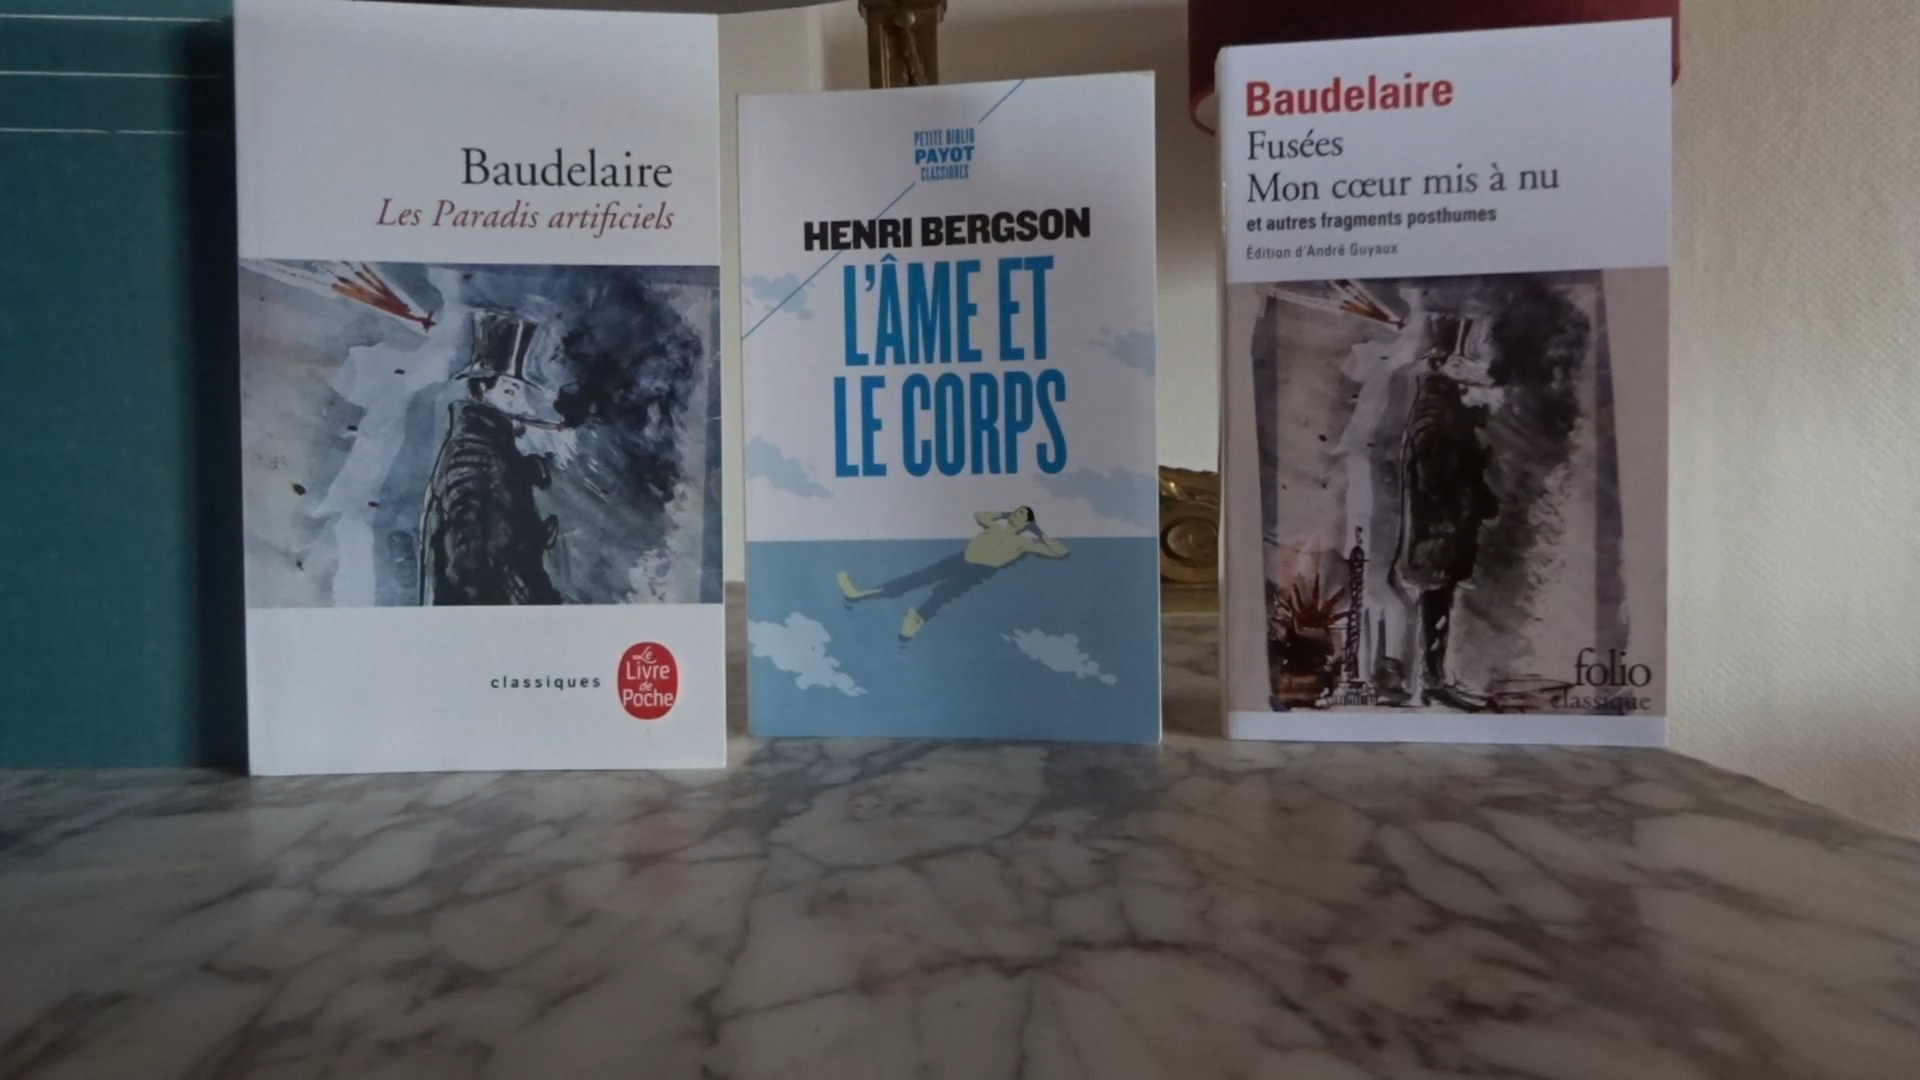 Baudelaire
Les Paradis artificiels
classiques
Le
Livre
de
Poche
PETITE BIBLIO
PAYOT
CLASSIQUES
HENRI BERGSON
L'ÂME ET
LE CORPS
Baudelaire
Fusées
Mon cœur mis à nu
et autres fragments posthumes
Édition d'André Guyaux
folio
classique